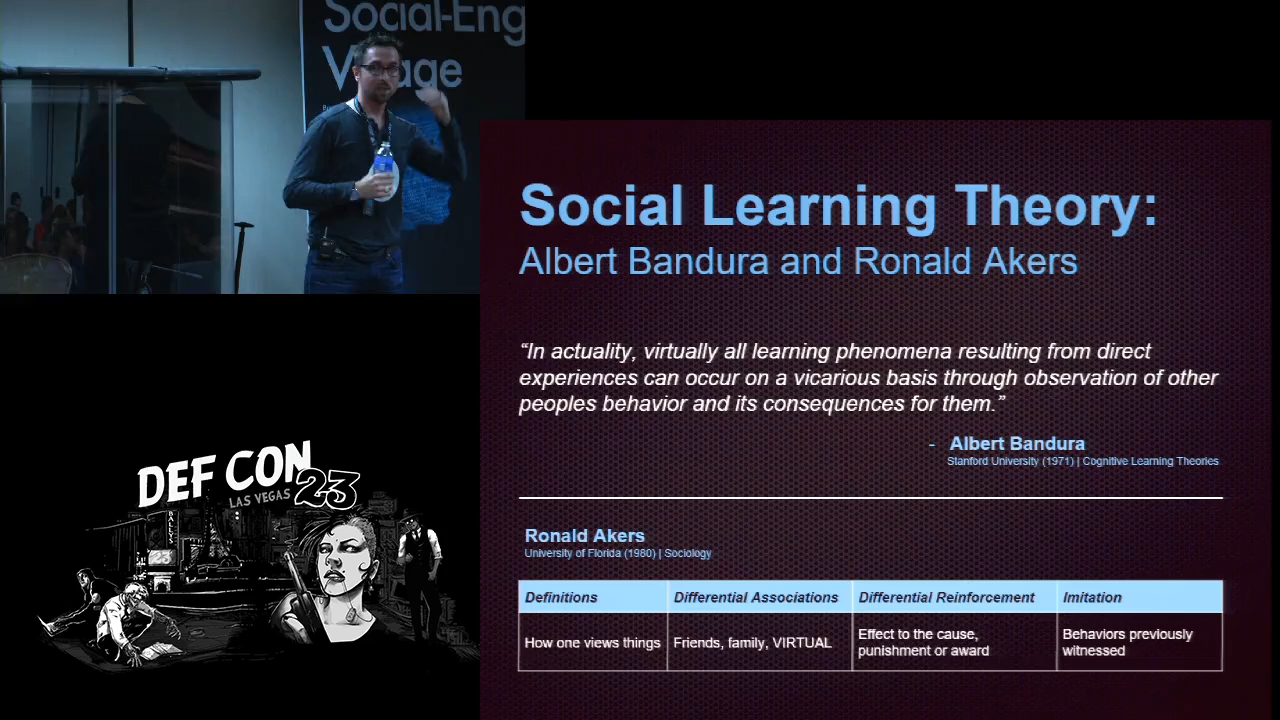 Social-Eng
Village
Social Learning Theory:
Albert Bandura and Ronald Akers
“In actuality, virtually all learning phenomena resulting from direct
experiences can occur on a vicarious basis through observation of other
peoples behavior and its consequences for them.”
- Albert Bandura
Stanford University (1971) | Cognitive Learning Theories
Ronald Akers
University of Florida (1980) | Sociology
Definitions Differential Associations Differential Reinforcement Imitation
How one views things Friends, family, VIRTUAL Effect to the cause, Behaviors previously
punishment or award witnessed
DEF CON
LAS VEGAS 23
BALLYS